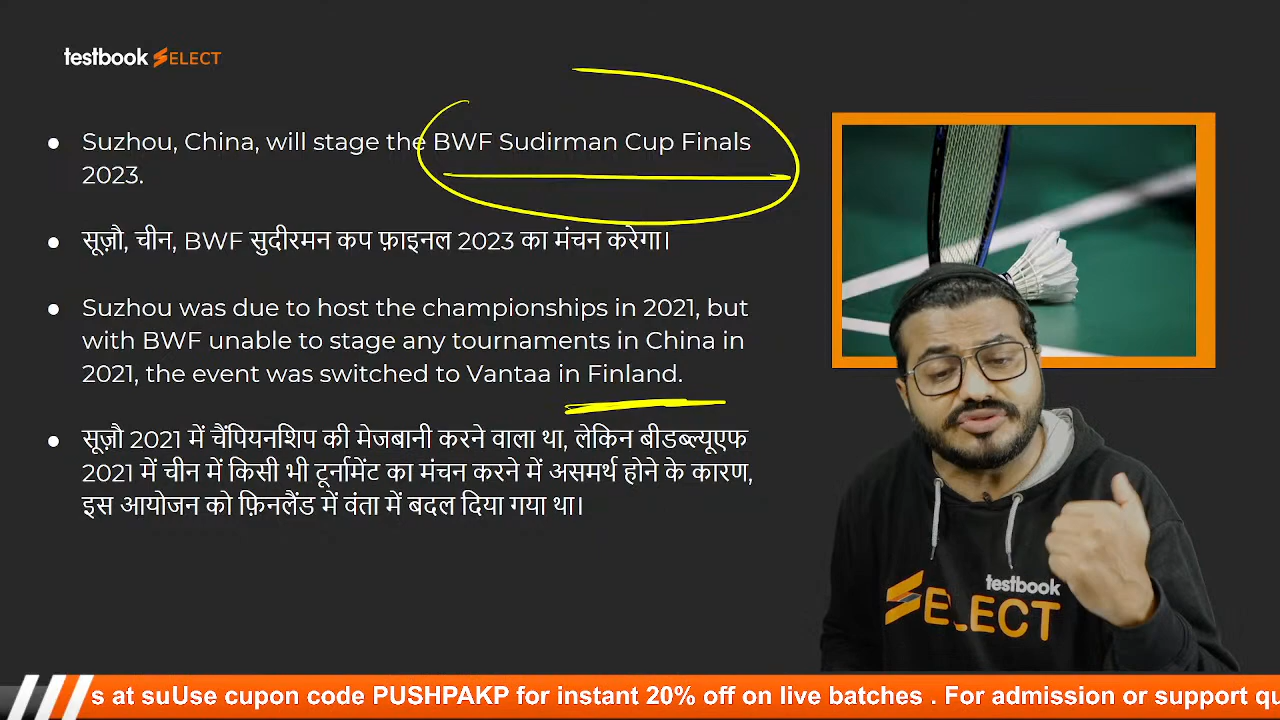 testbook SELECT
Suzhou, China, will stage the BWF Sudirman Cup Finals
2023.
सूज़ौ, चीन, BWF सुदीरमन कप फ़ाइनल 2023 का मंचन करेगा।
Suzhou was due to host the championships in 2021, but
with BWF unable to stage any tournaments in China in
2021, the event was switched to Vantaa in Finland.
सूज़ौ 2021 में चैंपियनशिप की मेजबानी करने वाला था, लेकिन बीडब्ल्यूएफ
2021 में चीन में किसी भी टूर्नामेंट का मंचन करने में असमर्थ होने के कारण,
इस आयोजन को फ़िनलैंड में वंता में बदल दिया गया था।
testbook
SELECT
s at suUse cupon code PUSHPAKP for instant 20% off on live batches . For admission or support qu